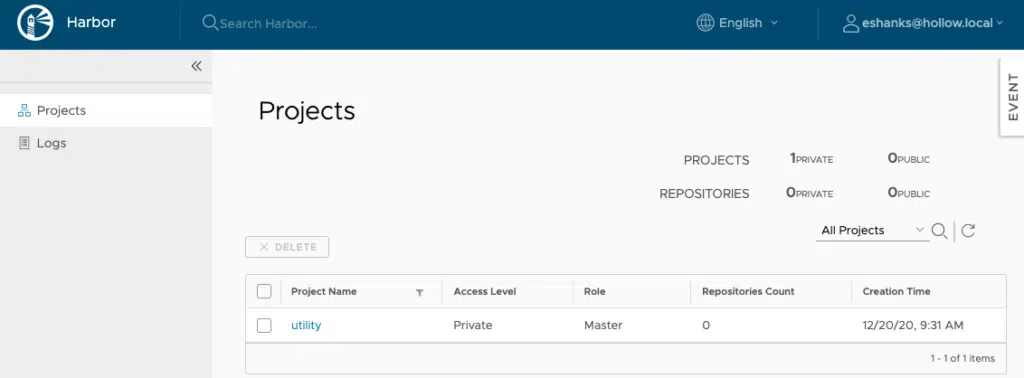 Harbor
Search Harbor...
English
eshanks@hollow.local
Projects
Logs
EVENT
Projects
PROJECTS 1PRIVATE 0PUBLIC
REPOSITORIES 0PRIVATE 0PUBLIC
All Projects
DELETE
Project Name Access Level Role Repositories Count Creation Time
utility Private Master 0 12/20/20, 9:31 AM
1 - 1 of 1 items